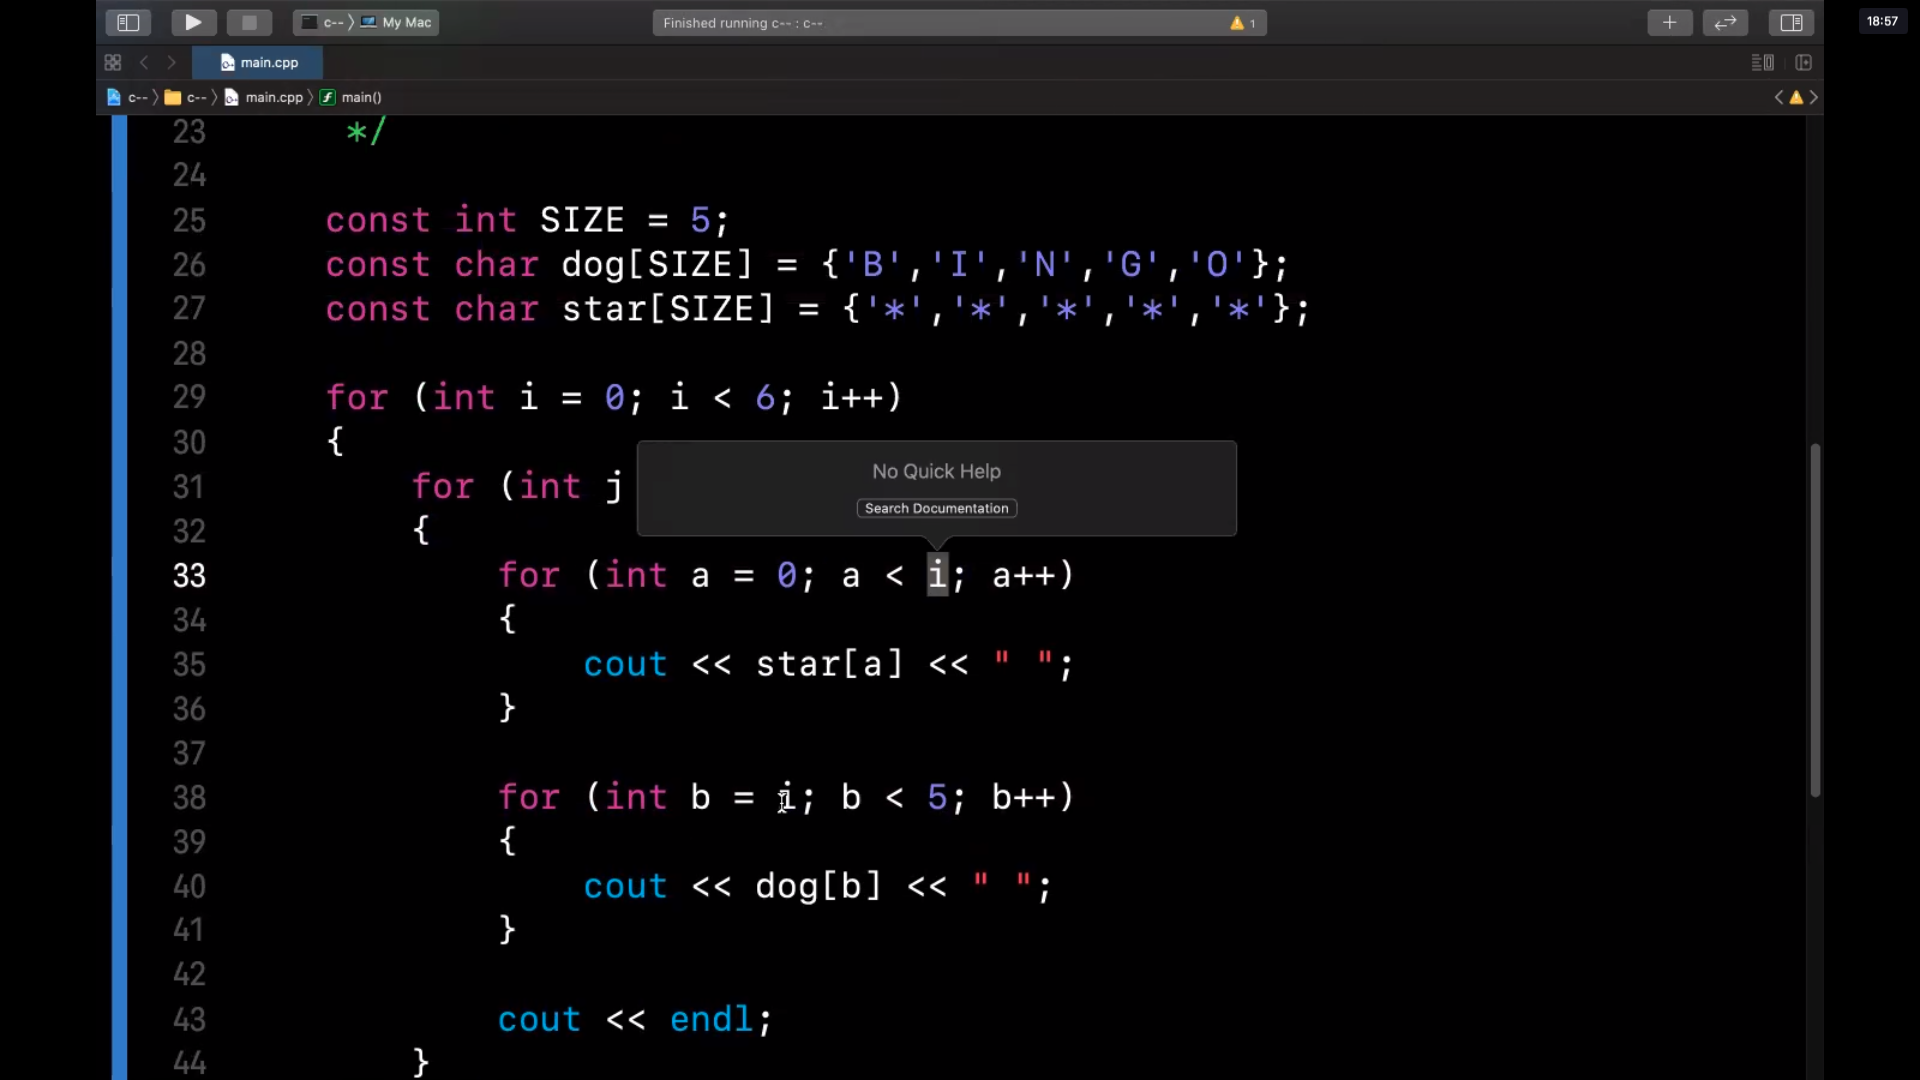 c-- 〉 My Mac
Finished running c-- : c--
1
18:57
main.cpp
c-- 〉 c-- 〉 main.cpp 〉 f main()
23 */
24
25 const int SIZE = 5;
26 const char dog[SIZE] = {'B','I','N','G','O'};
27 const char star[SIZE] = {'*','*','*','*','*'};
28
29 for (int i = 0; i < 6; i++)
30 {
No Quick Help
31 for (int j
Search Documentation
32 {
33 for (int a = 0; a < i; a++)
34 {
35 cout << star[a] << " ";
36 }
37
38 for (int b = i; b < 5; b++)
39 {
40 cout << dog[b] << " ";
41 }
42
43 cout << endl;
44 }